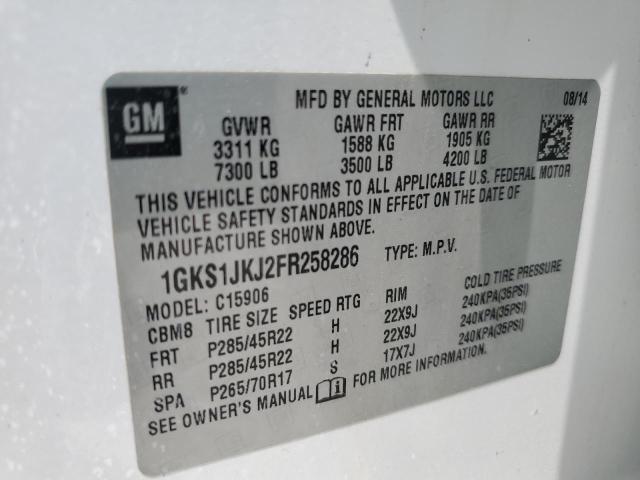 GM
MFD BY GENERAL MOTORS LLC 08/14
GVWR GAWR FRT GAWR RR
3311 KG 1588 KG 1905 KG
7300 LB 3500 LB 4200 LB
THIS VEHICLE CONFORMS TO ALL APPLICABLE U.S. FEDERAL MOTOR
VEHICLE SAFETY STANDARDS IN EFFECT ON THE DATE OF
MANUFACTURE SHOWN ABOVE.
1GKS1JKJ2FR258286 TYPE: M.P.V.
MODEL: C15906
CBM8 TIRE SIZE SPEED RTG RIM COLD TIRE PRESSURE
FRT P285/45R22 H 22X9J 240KPA(35PSI)
RR P285/45R22 H 22X9J 240KPA(35PSI)
SPA P265/70R17 S 17X7J 240KPA(35PSI)
SEE OWNER'S MANUAL FOR MORE INFORMATION.